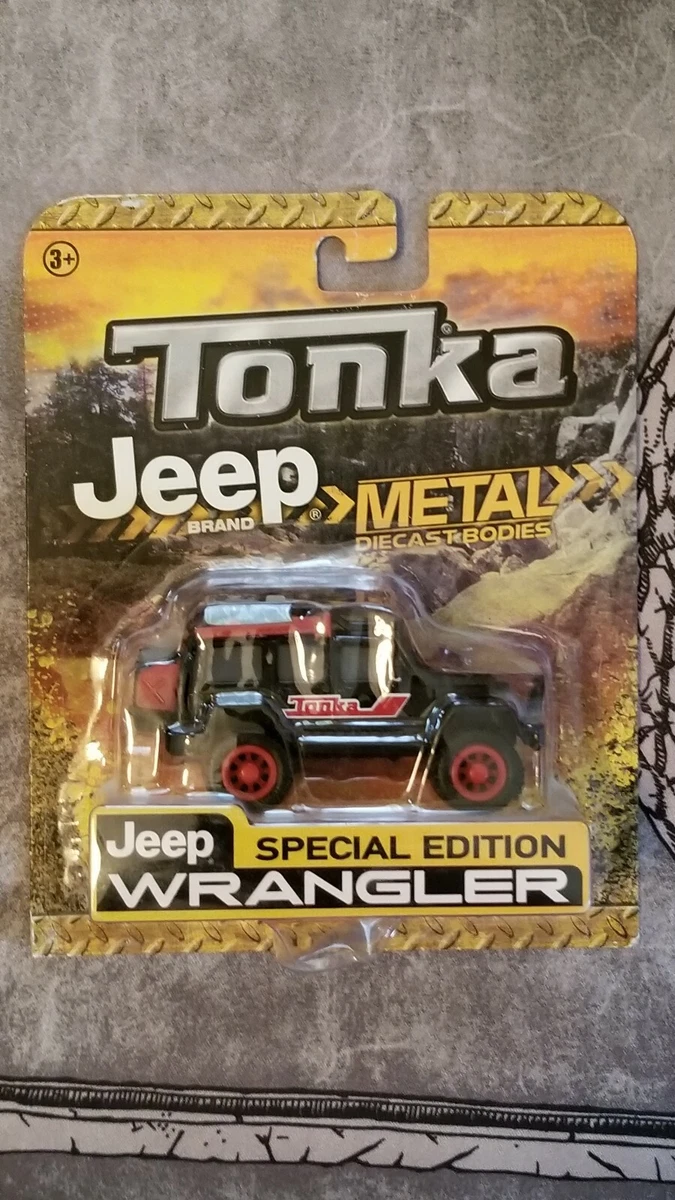 3+
Tonka®
Jeep®
BRAND
METAL
DIECAST BODIES
Tonka
Jeep
SPECIAL EDITION
WRANGLER